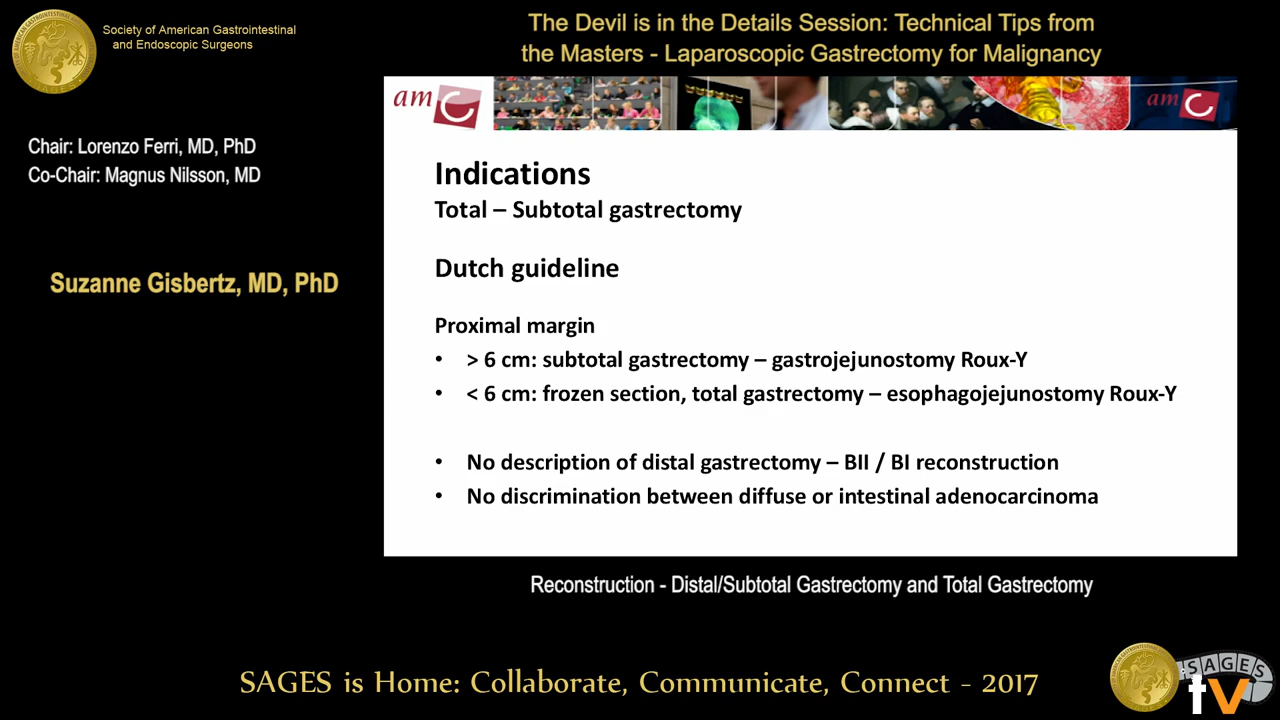 Society of American Gastrointestinal
and Endoscopic Surgeons
The Devil is in the Details Session: Technical Tips from
the Masters - Laparoscopic Gastrectomy for Malignancy
Chair: Lorenzo Ferri, MD, PhD
Co-Chair: Magnus Nilsson, MD
Suzanne Gisbertz, MD, PhD
amc
amc
Indications
Total – Subtotal gastrectomy
Dutch guideline
Proximal margin
• > 6 cm: subtotal gastrectomy – gastrojejunostomy Roux-Y
• < 6 cm: frozen section, total gastrectomy – esophagojejunostomy Roux-Y
• No description of distal gastrectomy – BII / BI reconstruction
• No discrimination between diffuse or intestinal adenocarcinoma
Reconstruction - Distal/Subtotal Gastrectomy and Total Gastrectomy
SAGES is Home: Collaborate, Communicate, Connect - 2017
SAGES
tv